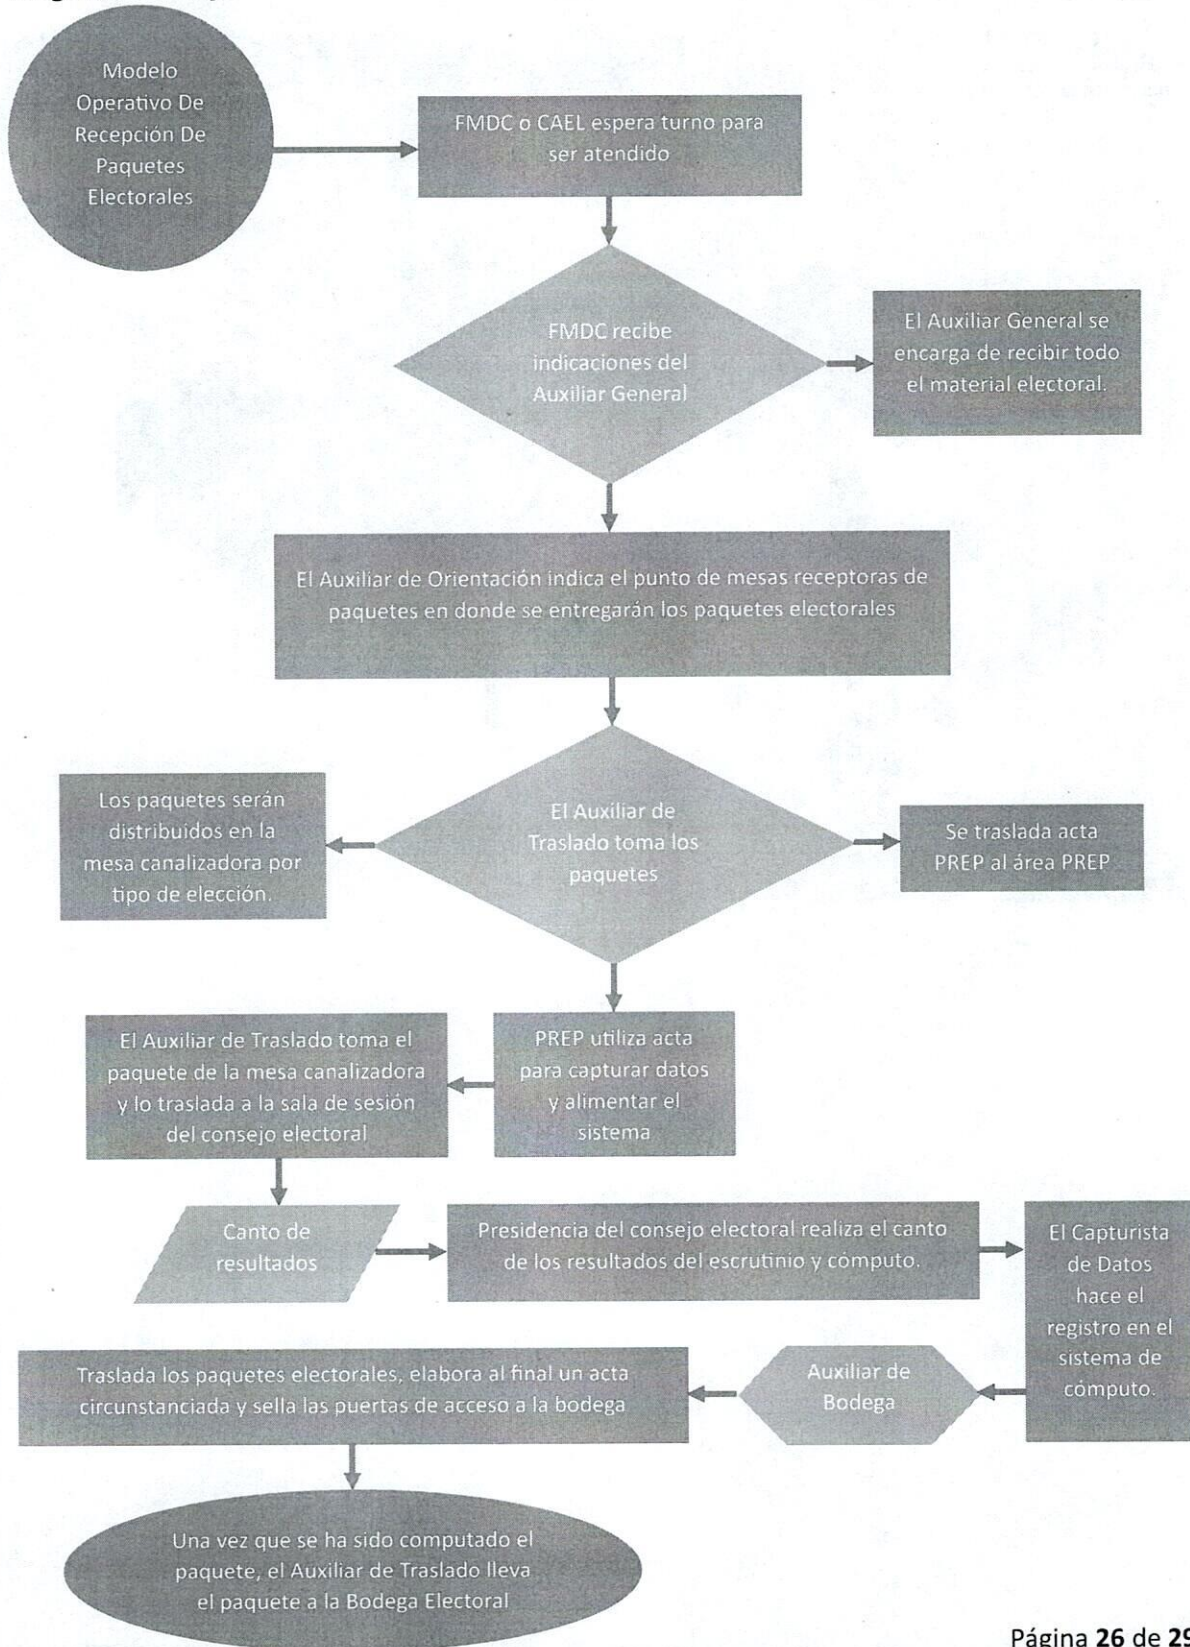 Modelo
Operativo De
Recepción De
Paquetes
Electorales
FMDC o CAEL espera turno para
ser atendido
FMDC recibe
indicaciones del
Auxiliar General
El Auxiliar General se
encarga de recibir todo
el material electoral.
El Auxiliar de Orientación indica el punto de mesas receptoras de
paquetes en donde se entregarán los paquetes electorales
Los paquetes serán
distribuidos en la
mesa canalizadora por
tipo de elección.
El Auxiliar de
Traslado toma los
paquetes
Se traslada acta
PREP al área PREP
El Auxiliar de Traslado toma el
paquete de la mesa canalizadora
y lo traslada a la sala de sesión
del consejo electoral
PREP utiliza acta
para capturar datos
y alimentar el
sistema
Canto de
resultados
Presidencia del consejo electoral realiza el canto
de los resultados del escrutinio y cómputo.
El Capturista
de Datos
hace el
registro en el
sistema de
cómputo.
Auxiliar de
Bodega
Traslada los paquetes electorales, elabora al final un acta
circunstanciada y sella las puertas de acceso a la bodega
Una vez que se ha sido computado el
paquete, el Auxiliar de Traslado lleva
el paquete a la Bodega Electoral
Página 26 de 29